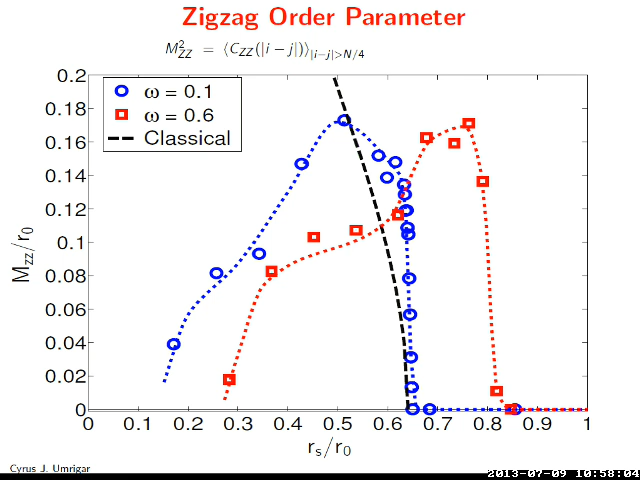 Zigzag Order Parameter
M²_ZZ = ⟨C_ZZ(|i − j|)⟩_|i−j|>N/4
0.2
0.18
0.16
0.14
0.12
0.1
0.08
0.06
0.04
0.02
0
M_zz/r_0
ω = 0.1
ω = 0.6
Classical
0 0.1 0.2 0.3 0.4 0.5 0.6 0.7 0.8 0.9 1
r_s/r_0
Cyrus J. Umrigar
2013-07-09 10:58:04